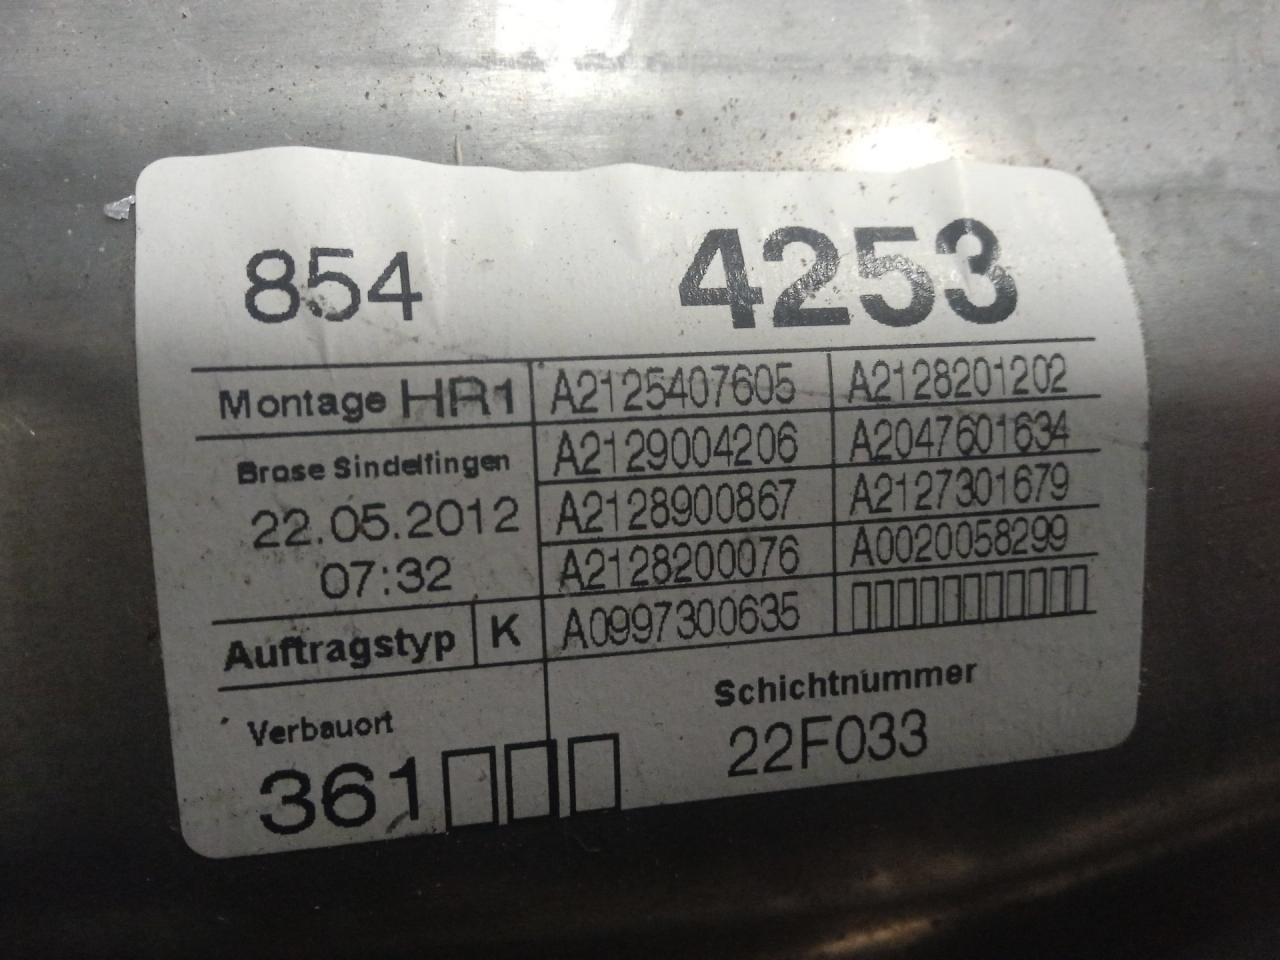 854 4253
Montage HR1 A2125407605 A2128201202
A2129004206 A2047601634
Brose Sindelfingen A2128900867 A2127301679
22.05.2012 A2128200076 A0020058299
07:32
Auftragstyp K A0997300635
Verbauort Schichtnummer
361 22F033